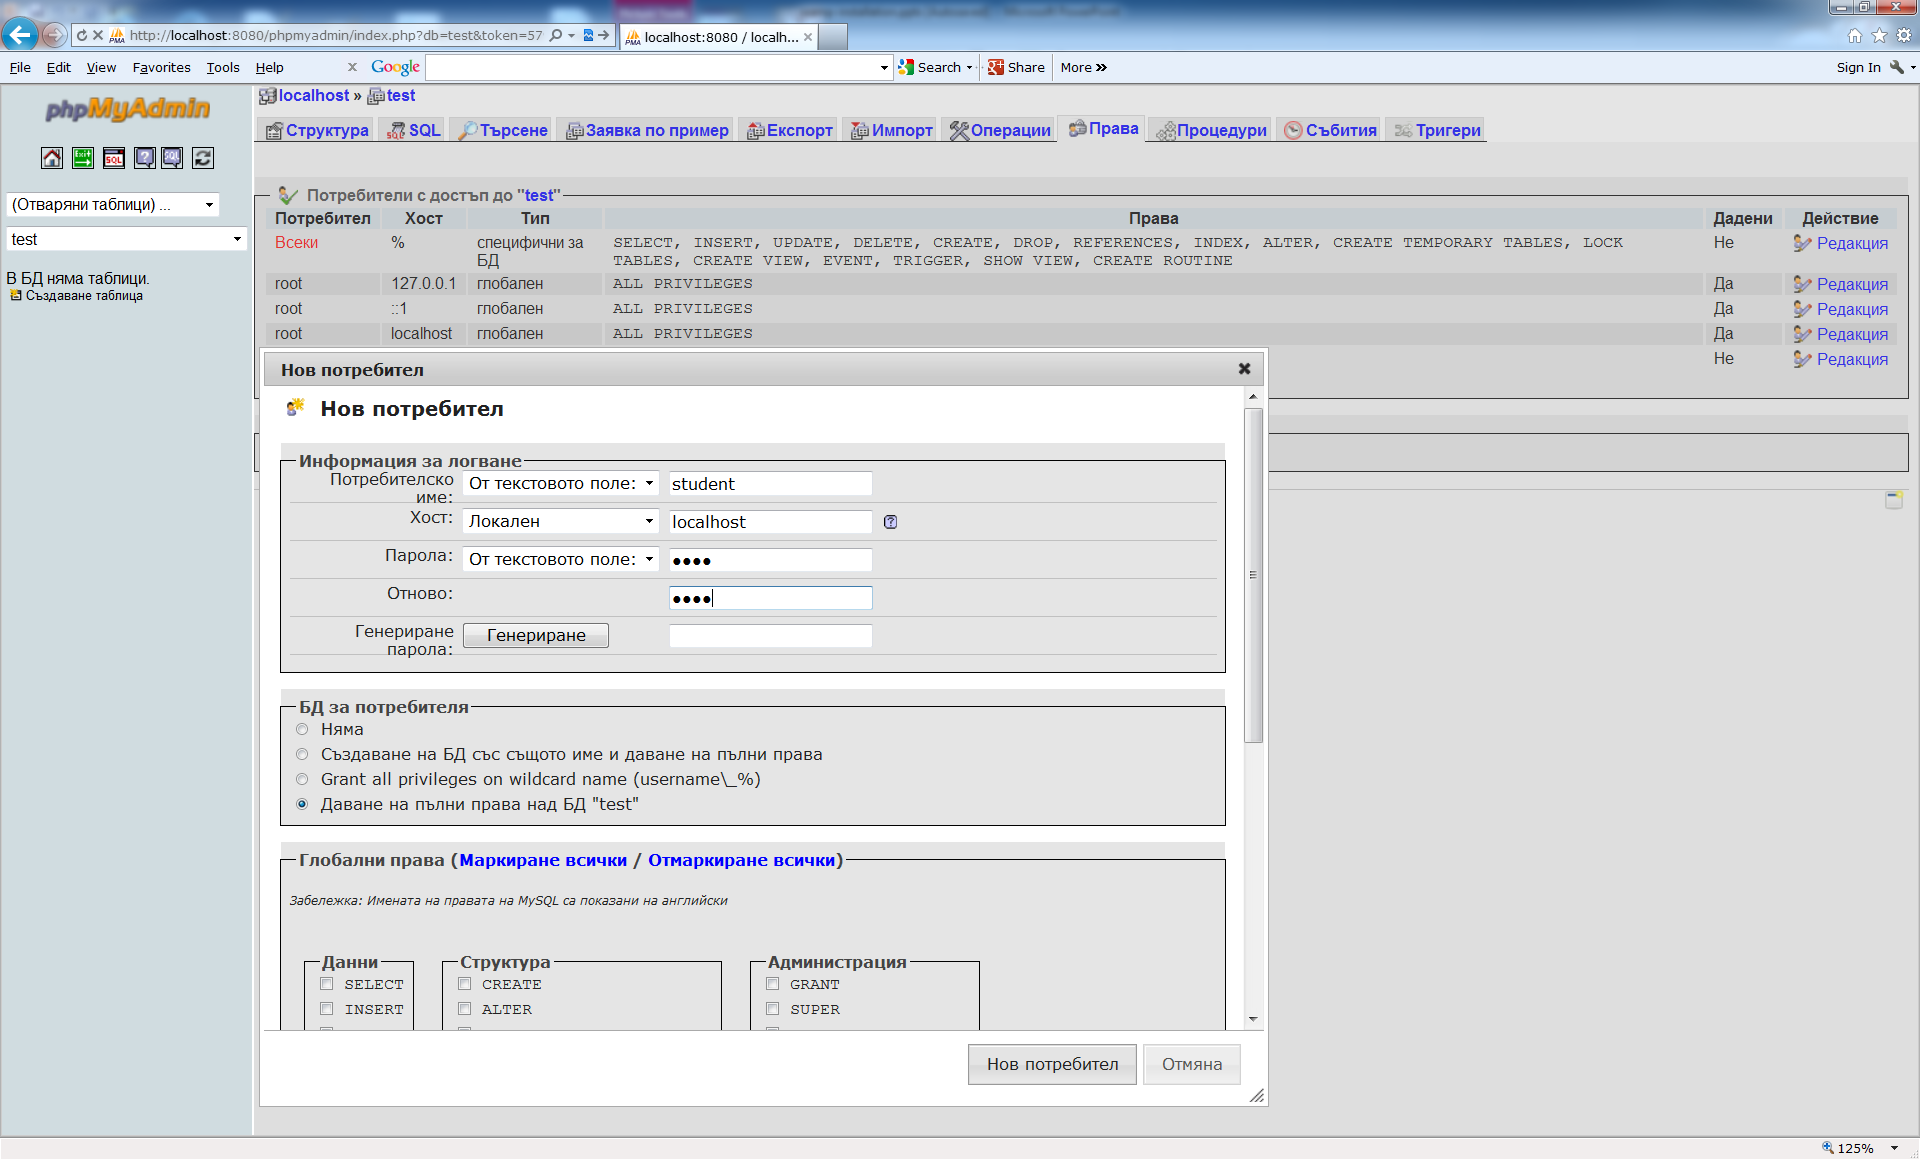 http://localhost:8080/phpmyadmin/index.php?db=test&token=57
localhost:8080 / localh...
File Edit View Favorites Tools Help
Google Search Share More »
Sign In
phpMyAdmin
(Отваряни таблици) ...
test
В БД няма таблици.
Създаване таблица
localhost » test
Структура SQL Търсене Заявка по пример Експорт Импорт Операции Права Процедури Събития Тригери
Потребители с достъп до "test"
Потребител Хост Тип Права Дадени Действие
Всеки % специфични за БД SELECT, INSERT, UPDATE, DELETE, CREATE, DROP, REFERENCES, INDEX, ALTER, CREATE TEMPORARY TABLES, LOCK Не Редакция
TABLES, CREATE VIEW, EVENT, TRIGGER, SHOW VIEW, CREATE ROUTINE
root 127.0.0.1 глобален ALL PRIVILEGES Да Редакция
root ::1 глобален ALL PRIVILEGES Да Редакция
root localhost глобален ALL PRIVILEGES Да Редакция
Не Редакция
Нов потребител
Нов потребител
Информация за логване
Потребителско име: От текстовото поле: student
Хост: Локален localhost
Парола: От текстовото поле: ●●●●
Отново: ●●●●
Генериране парола: Генериране
БД за потребителя
Няма
Създаване на БД със същото име и даване на пълни права
Grant all privileges on wildcard name (username\_%)
Даване на пълни права над БД "test"
Глобални права (Маркиране всички / Отмаркиране всички)
Забележка: Имената на правата на MySQL са показани на английски
Данни Структура Администрация
SELECT CREATE GRANT
INSERT ALTER SUPER
Нов потребител Отмяна
125%